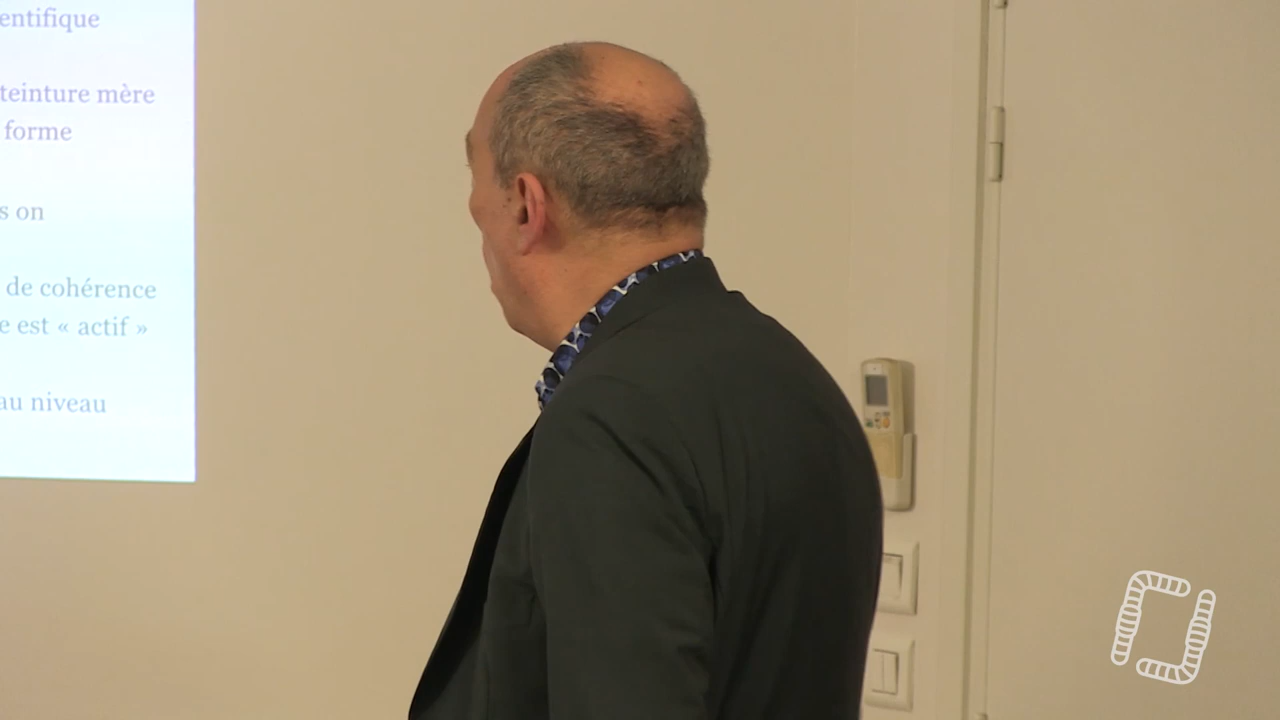 entifique
teinture mère
forme
s on
de cohérence
e est « actif »
au niveau